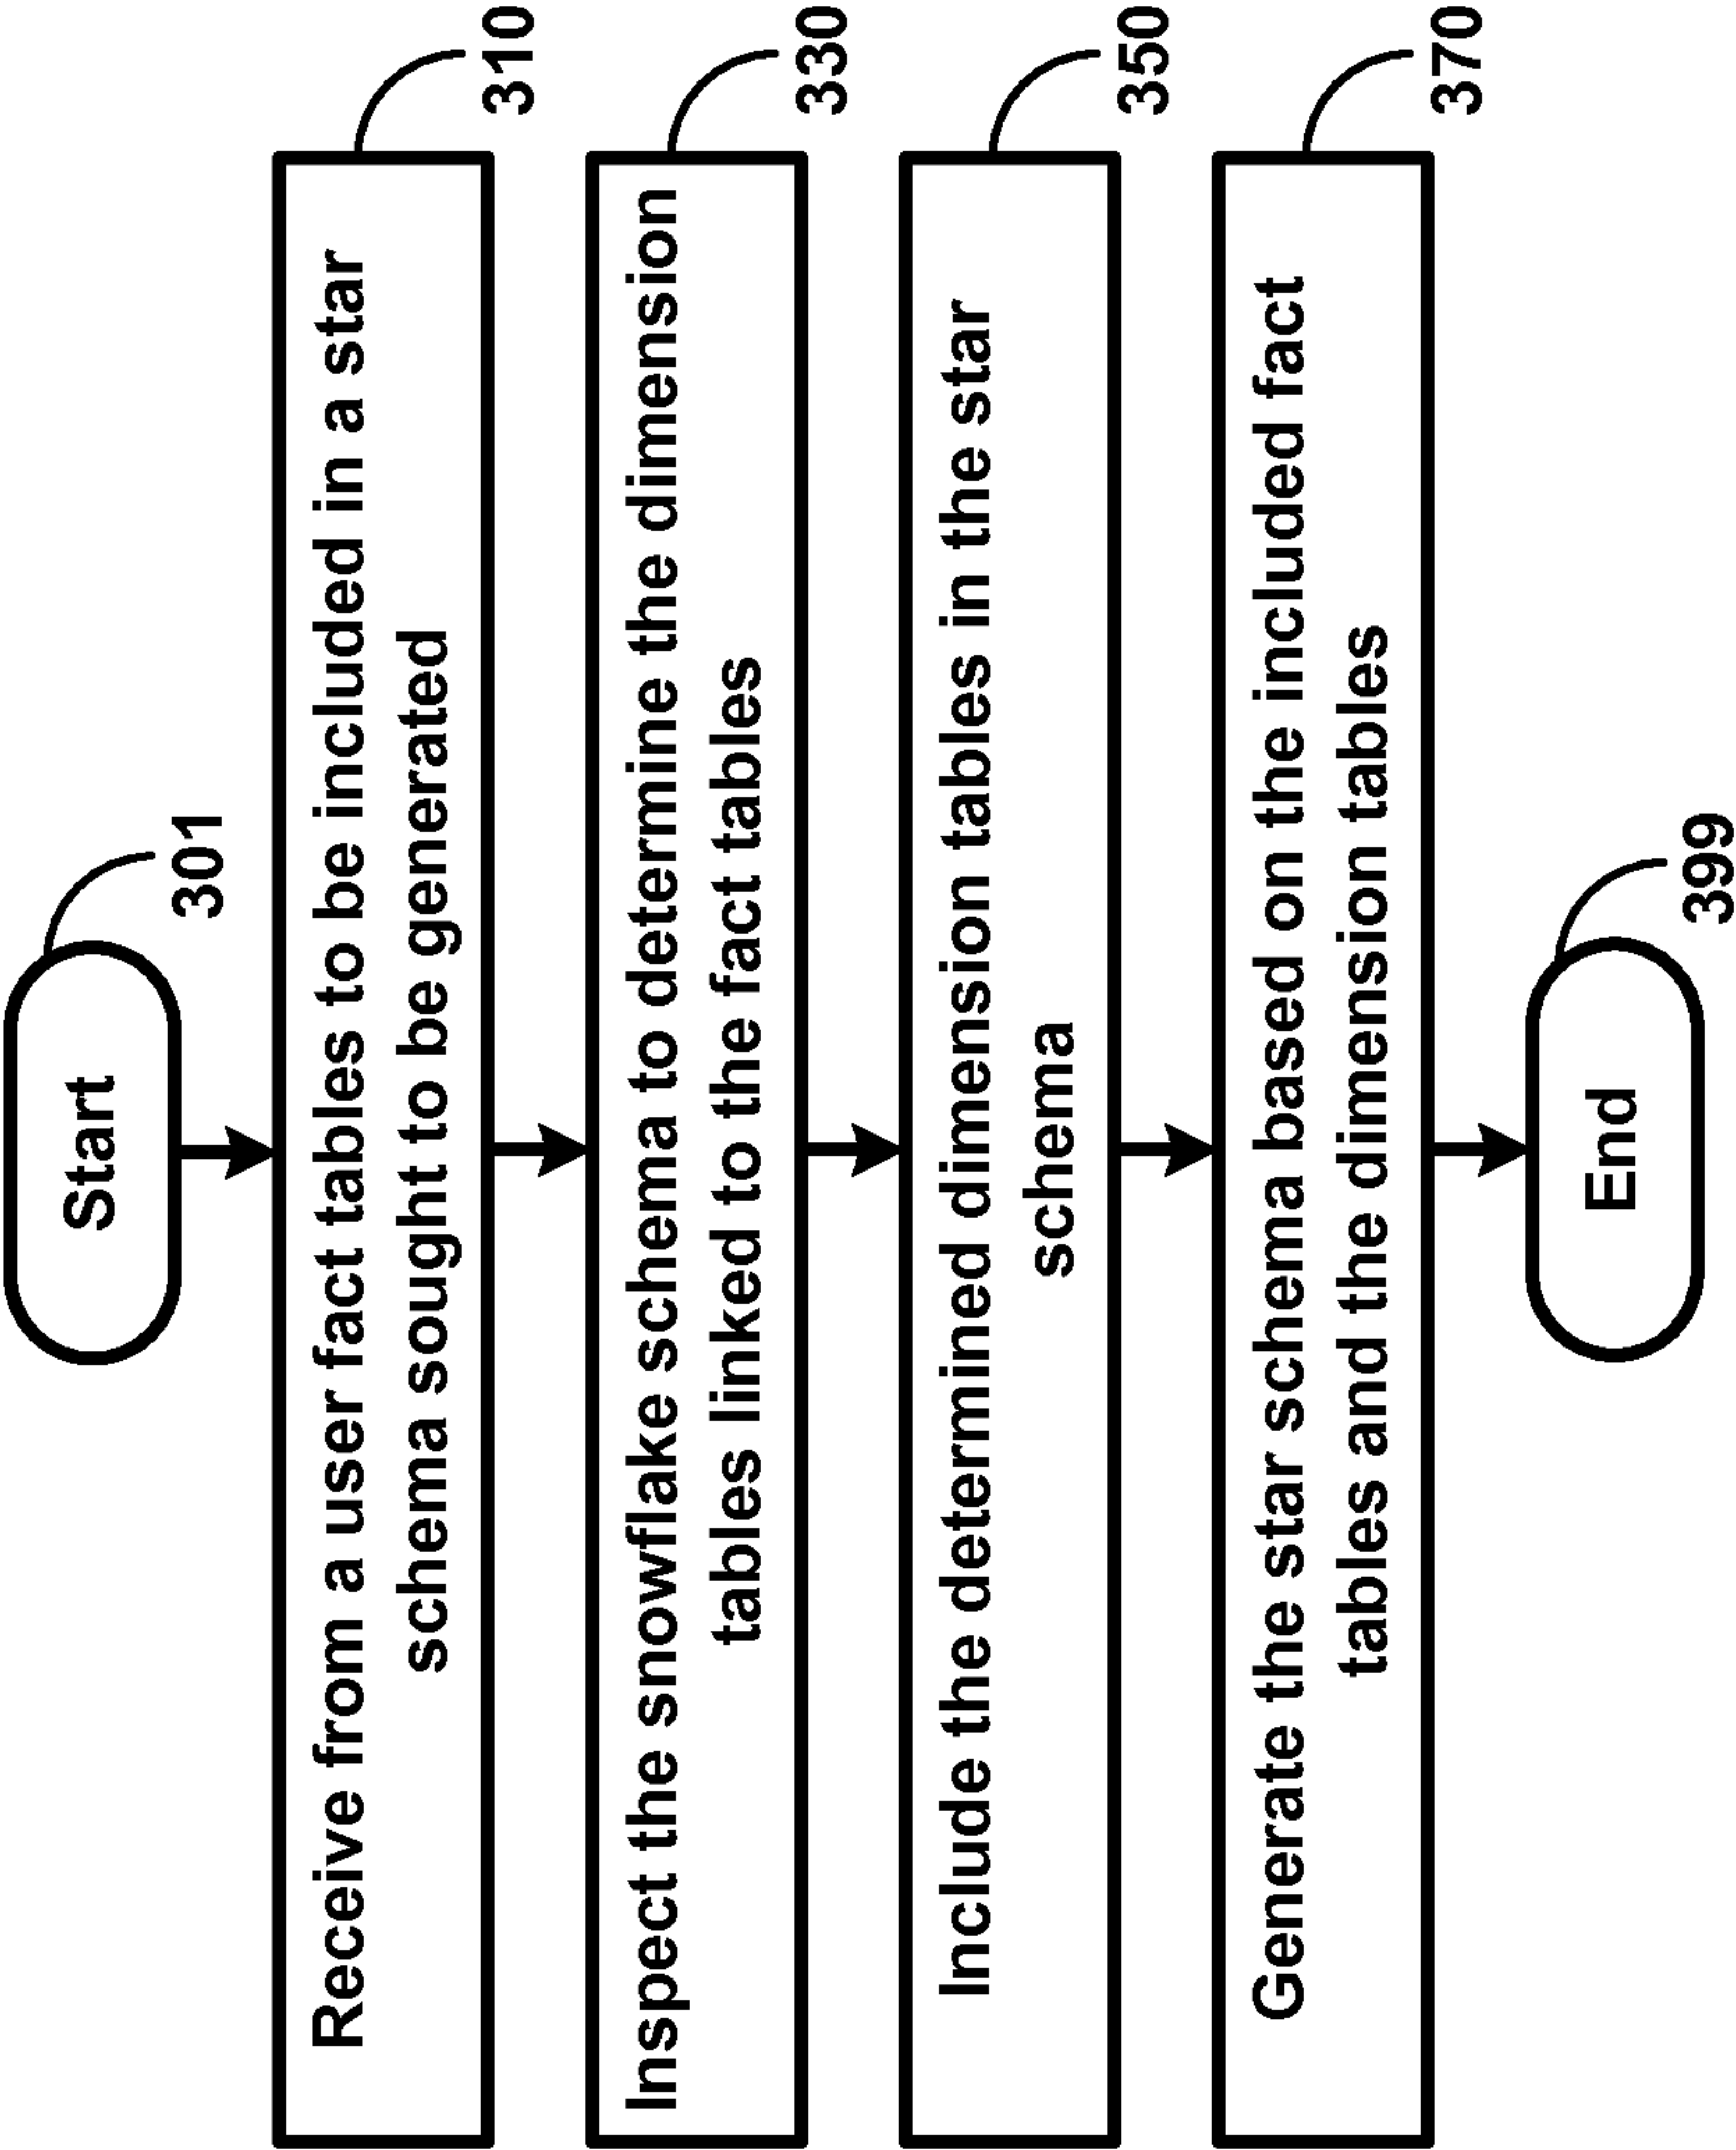 Start
301
Receive from a user fact tables to be included in a star
schema sought to be generated
310
Inspect the snowflake schema to determine the dimension
tables linked to the fact tables
330
Include the determined dimension tables in the star
schema
350
Generate the star schema based on the included fact
tables and the dimension tables
370
End
399